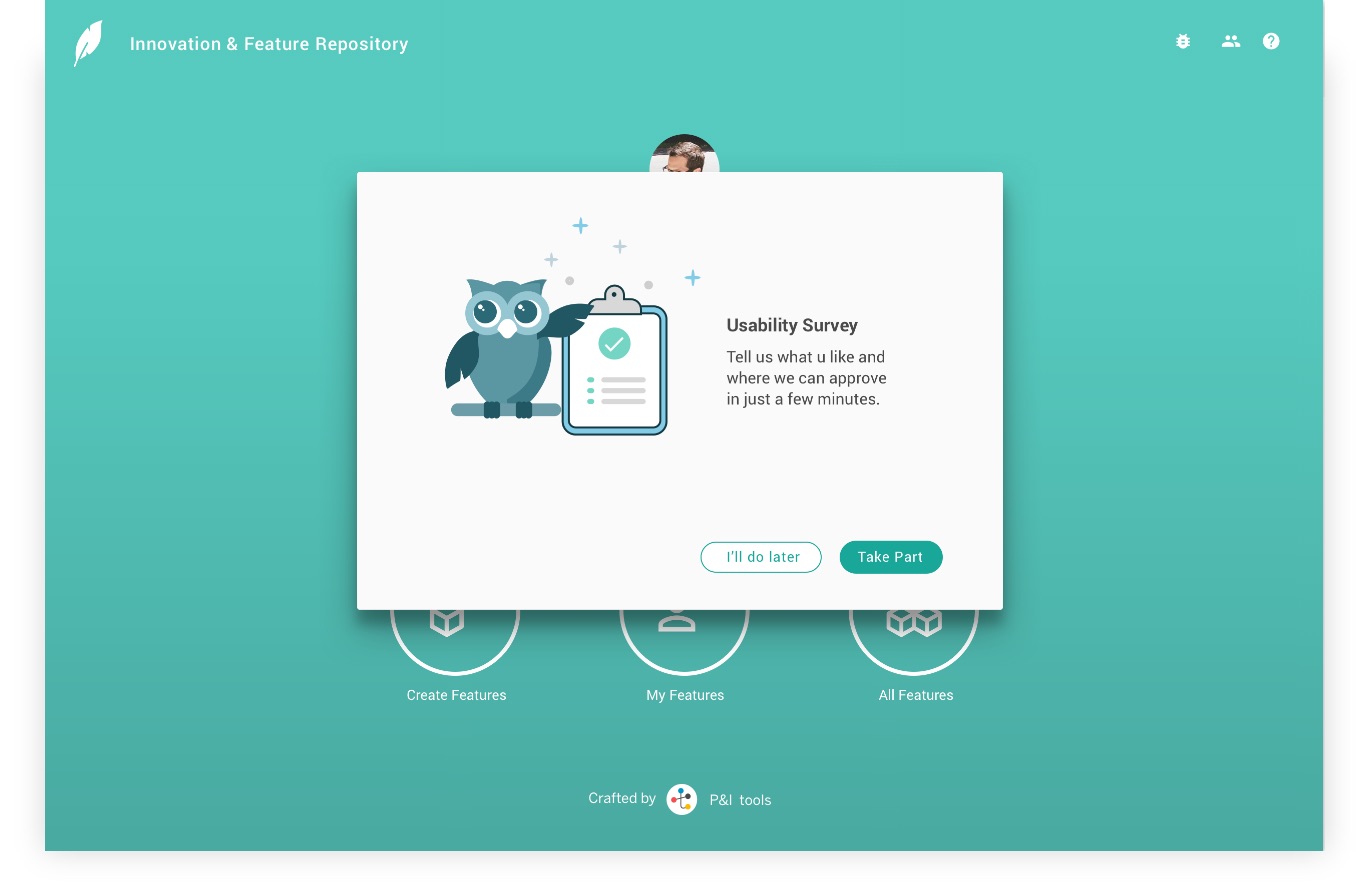 Innovation & Feature Repository
Usability Survey
Tell us what u like and
where we can approve
in just a few minutes.
I'll do later
Take Part
Create Features
My Features
All Features
Crafted by
P&I tools